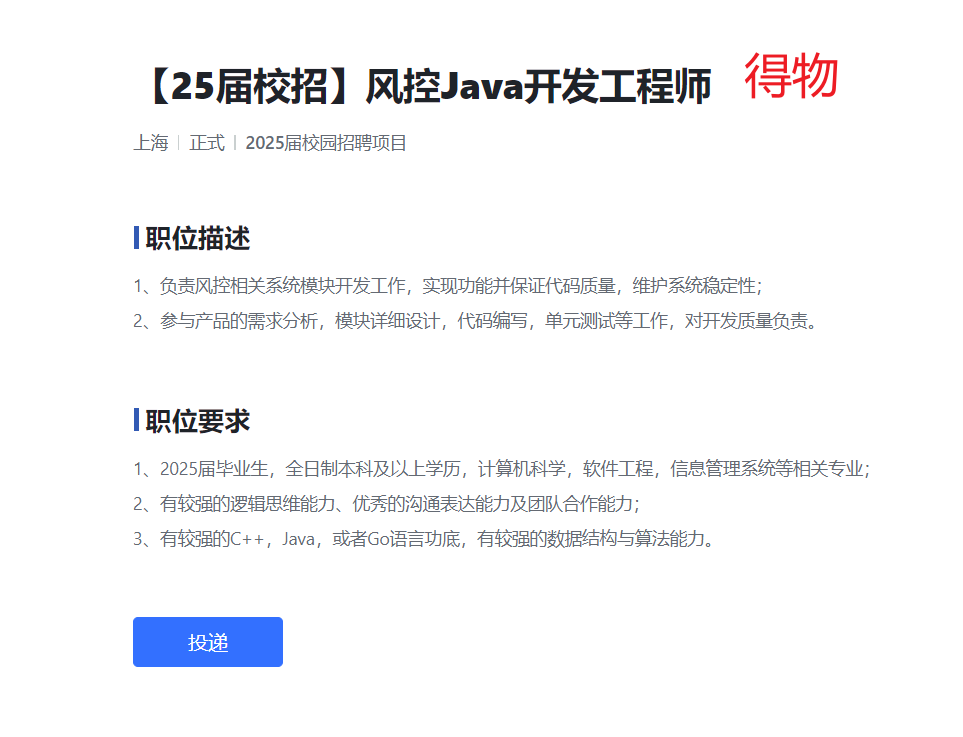 【25届校招】风控Java开发工程师 得物
上海 | 正式 | 2025届校园招聘项目
职位描述
1、负责风控相关系统模块开发工作，实现功能并保证代码质量，维护系统稳定性；
2、参与产品的需求分析，模块详细设计，代码编写，单元测试等工作，对开发质量负责。
职位要求
1、2025届毕业生，全日制本科及以上学历，计算机科学，软件工程，信息管理系统等相关专业；
2、有较强的逻辑思维能力、优秀的沟通表达能力及团队合作能力；
3、有较强的C++，Java，或者Go语言功底，有较强的数据结构与算法能力。
投递